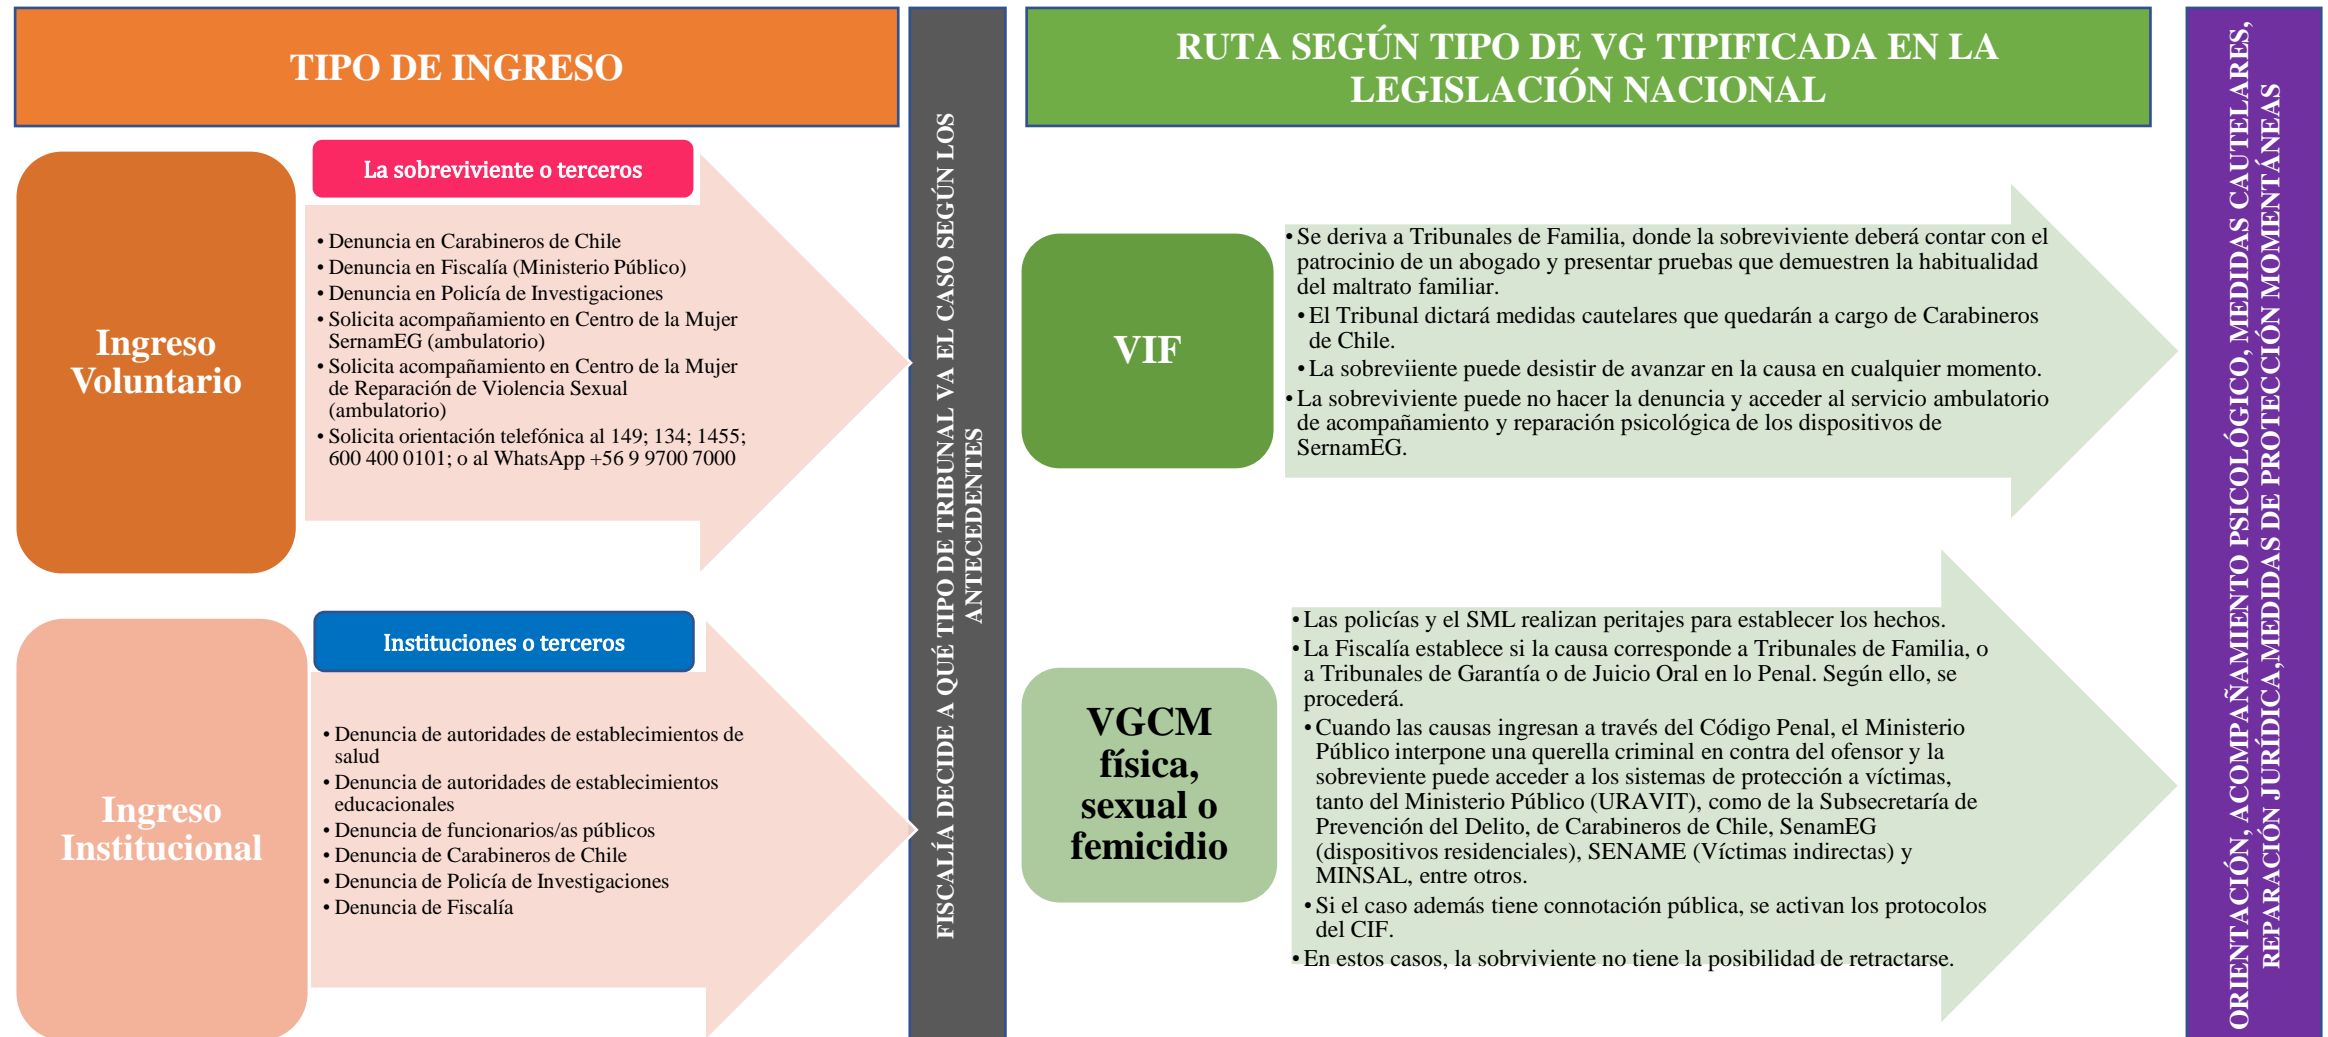 TIPO DE INGRESO
Ingreso
Voluntario
La sobreviviente o terceros
• Denuncia en Carabineros de Chile
• Denuncia en Fiscalía (Ministerio Público)
• Denuncia en Policía de Investigaciones
• Solicita acompañamiento en Centro de la Mujer
SernamEG (ambulatorio)
• Solicita acompañamiento en Centro de la Mujer
de Reparación de Violencia Sexual
(ambulatorio)
• Solicita orientación telefónica al 149; 134; 1455;
600 400 0101; o al WhatsApp +56 9 9700 7000
Ingreso
Institucional
Instituciones o terceros
• Denuncia de autoridades de establecimientos de
salud
• Denuncia de autoridades de establecimientos
educacionales
• Denuncia de funcionarios/as públicos
• Denuncia de Carabineros de Chile
• Denuncia de Policía de Investigaciones
• Denuncia de Fiscalía
FISCALÍA DECIDE A QUÉ TIPO DE TRIBUNAL VA EL CASO SEGÚN LOS
ANTECEDENTES
RUTA SEGÚN TIPO DE VG TIPIFICADA EN LA
LEGISLACIÓN NACIONAL
VIF
• Se deriva a Tribunales de Familia, donde la sobreviviente deberá contar con el
patrocinio de un abogado y presentar pruebas que demuestren la habitualidad
del maltrato familiar.
• El Tribunal dictará medidas cautelares que quedarán a cargo de Carabineros
de Chile.
• La sobreviiente puede desistir de avanzar en la causa en cualquier momento.
• La sobreviviente puede no hacer la denuncia y acceder al servicio ambulatorio
de acompañamiento y reparación psicológica de los dispositivos de
SernamEG.
VGCM
física,
sexual o
femicidio
• Las policías y el SML realizan peritajes para establecer los hechos.
• La Fiscalía establece si la causa corresponde a Tribunales de Familia, o
a Tribunales de Garantía o de Juicio Oral en lo Penal. Según ello, se
procederá.
• Cuando las causas ingresan a través del Código Penal, el Ministerio
Público interpone una querella criminal en contra del ofensor y la
sobrevente puede acceder a los sistemas de protección a víctimas,
tanto del Ministerio Público (URAVIT), como de la Subsecretaría de
Prevención del Delito, de Carabineros de Chile, SenamEG
(dispositivos residenciales), SENAME (Víctimas indirectas) y
MINSAL, entre otros.
• Si el caso además tiene connotación pública, se activan los protocolos
del CIF.
• En estos casos, la sobrviviente no tiene la posibilidad de retractarse.
ORIENTACIÓN, ACOMPAÑAMIENTO PSICOLÓGICO, MEDIDAS CAUTELARES,
REPARACIÓN JURÍDICA,MEDIDAS DE PROTECCIÓN MOMENTÁNEAS